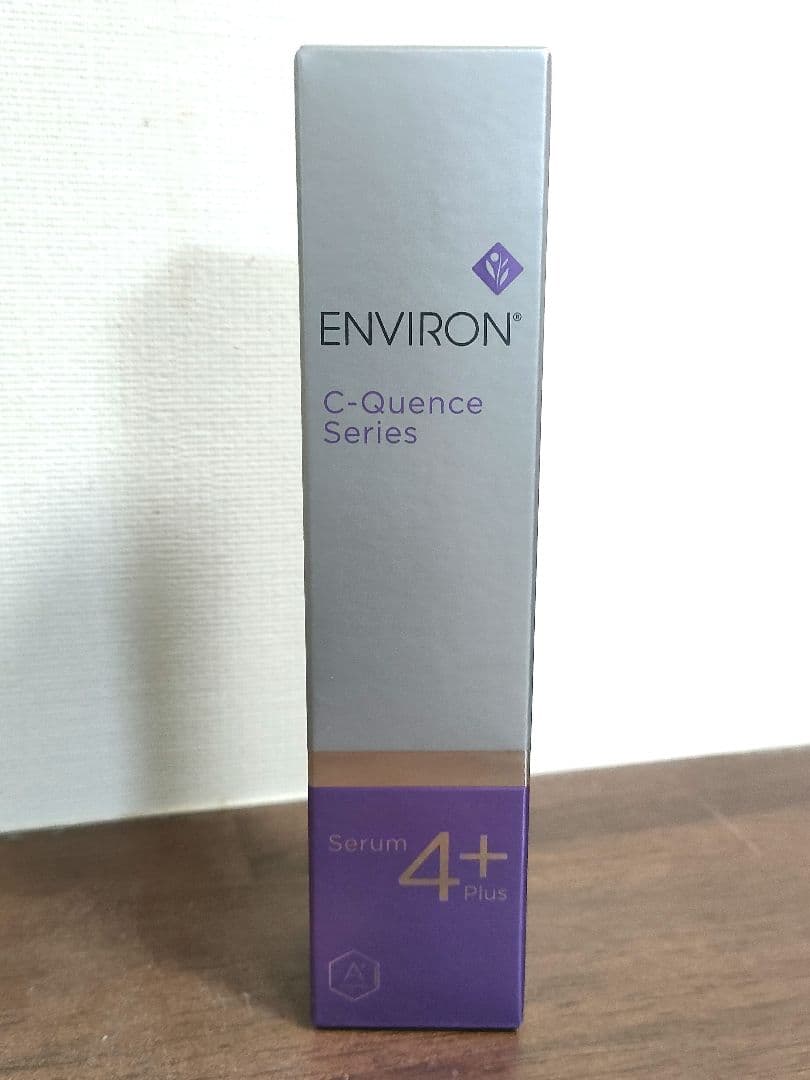 ENVIRON®
C-Quence
Series
Serum 4+
Plus
A